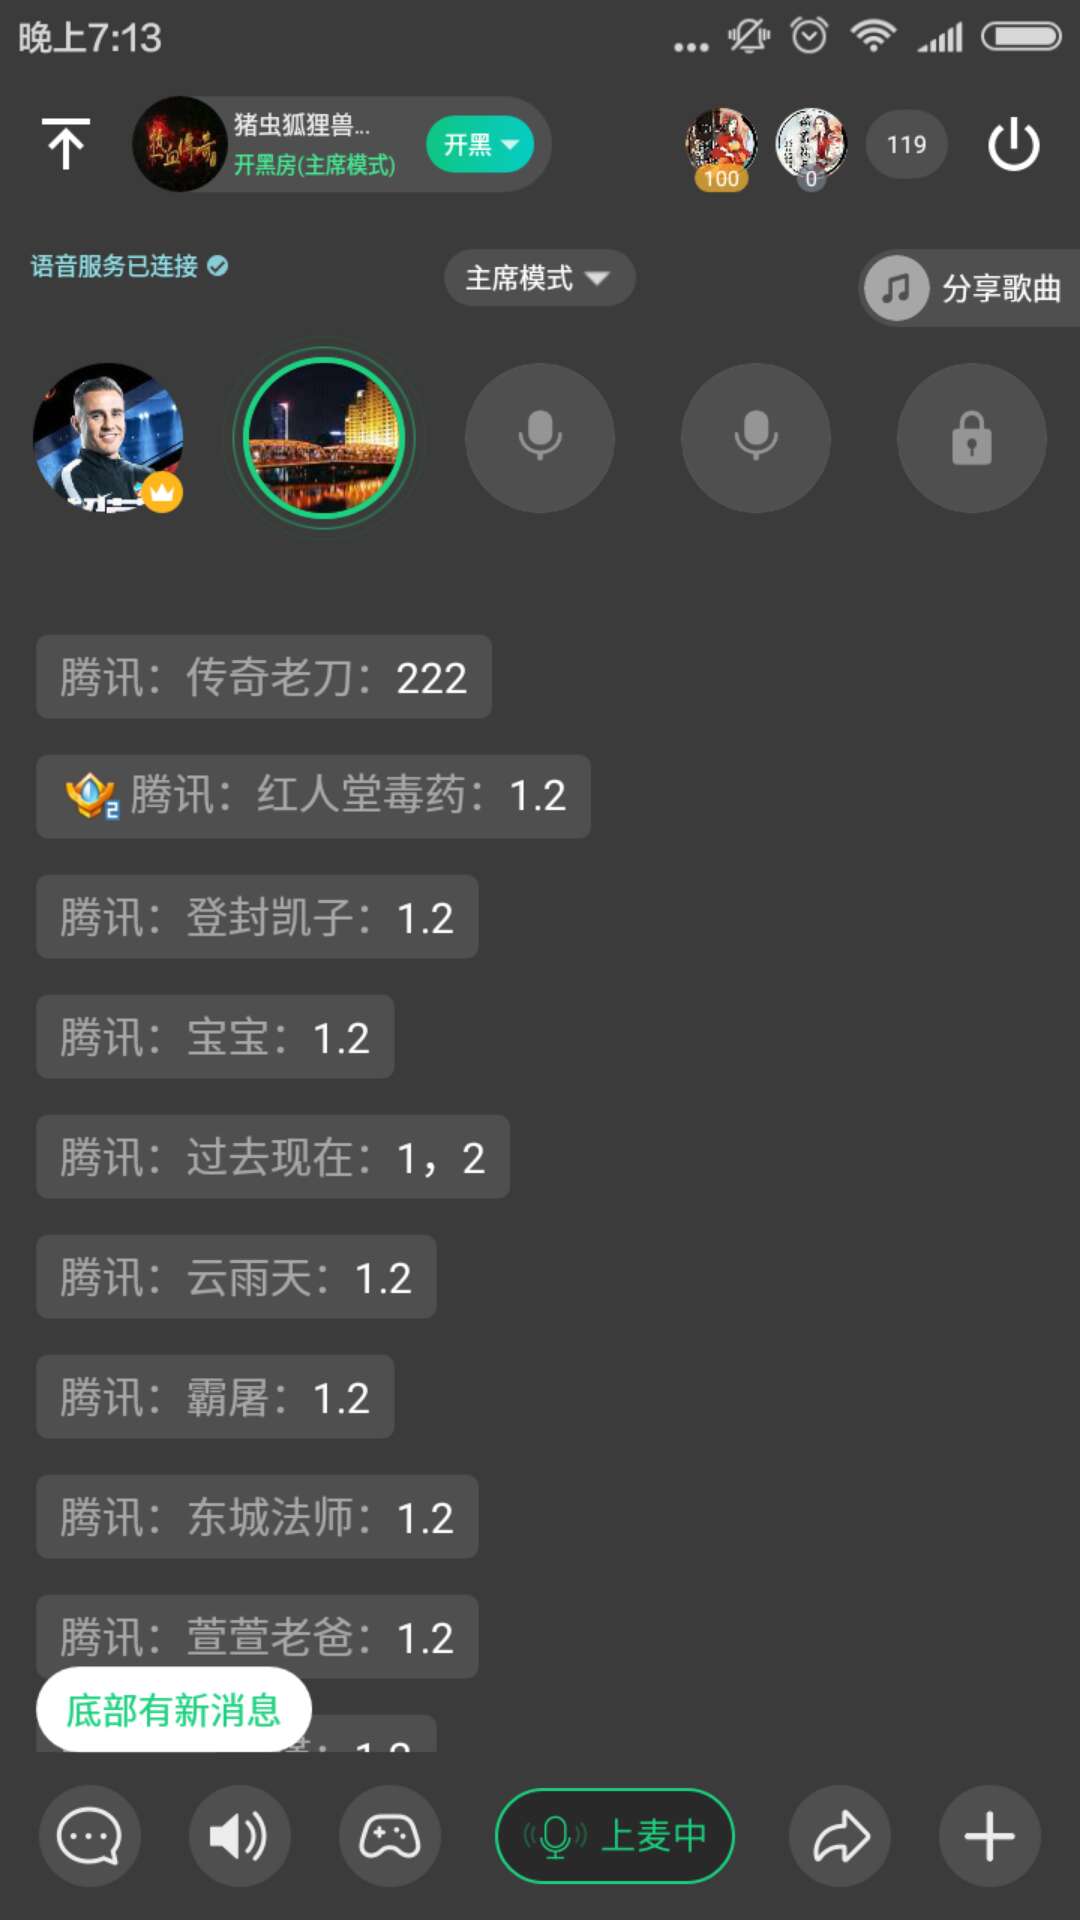 晚上7:13
猪虫狐狸兽...
开黑房(主席模式)
开黑
100
0
119
语音服务已连接
主席模式
分享歌曲
腾讯：传奇老刀：222
2 腾讯：红人堂毒药：1.2
腾讯：登封凯子：1.2
腾讯：宝宝：1.2
腾讯：过去现在：1，2
腾讯：云雨天：1.2
腾讯：霸屠：1.2
腾讯：东城法师：1.2
腾讯：萱萱老爸：1.2
底部有新消息
1.2
上麦中